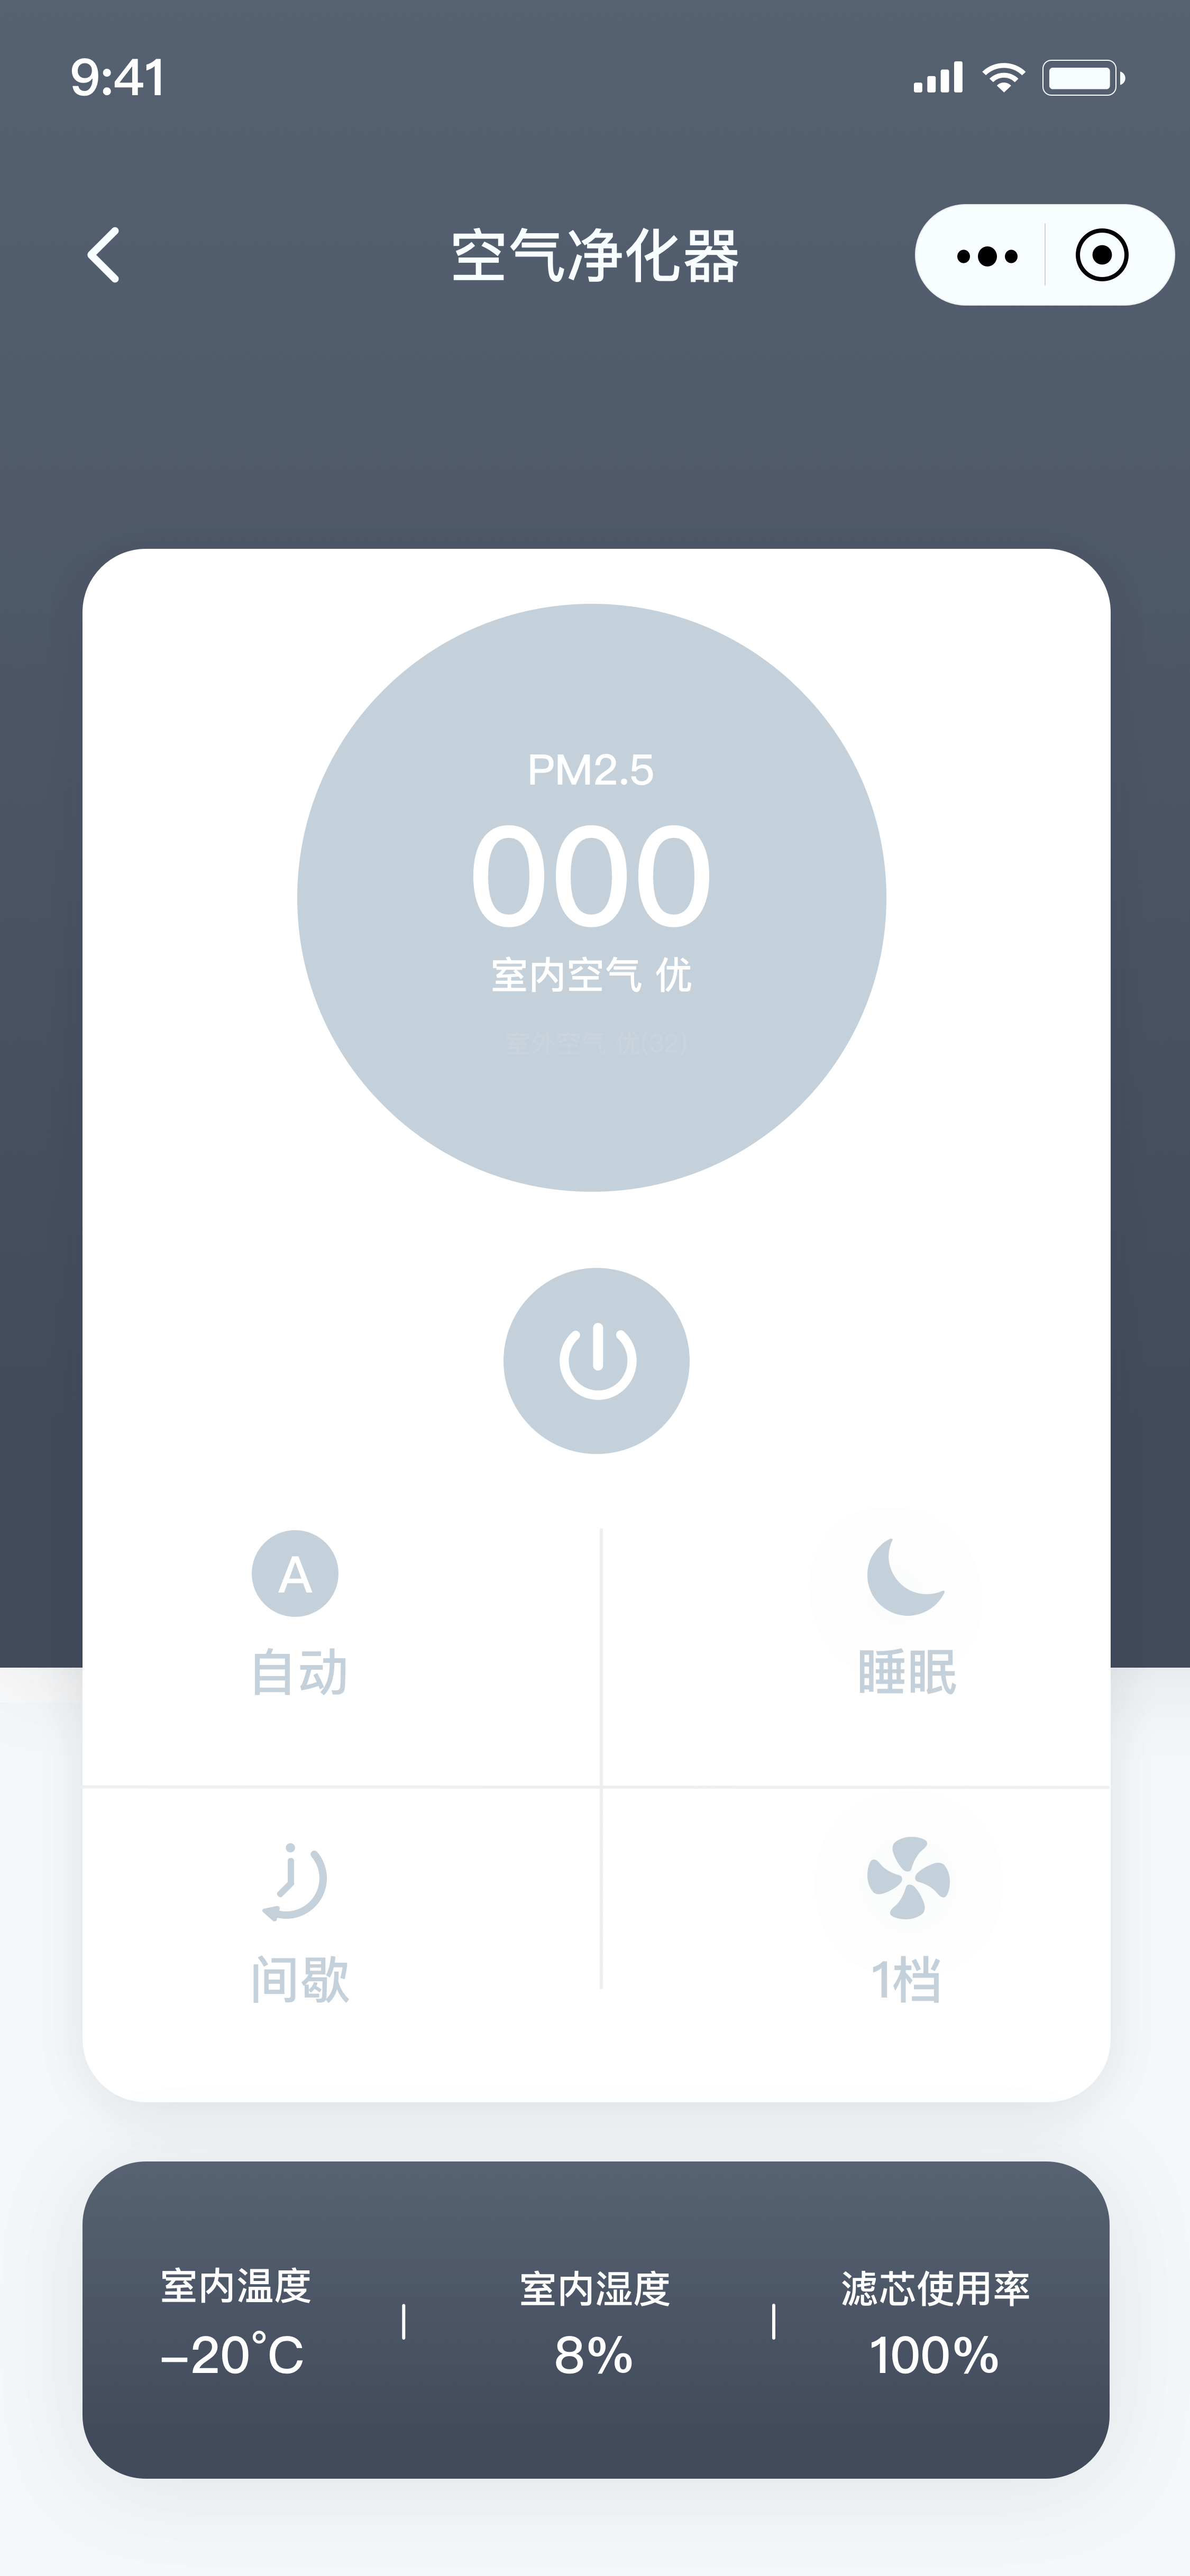 9:41
空气净化器
PM2.5
000
室内空气 优
室外空气 优(32)
A
自动
睡眠
间歇
1档
室内温度
室内湿度
滤芯使用率
-20°C
8%
100%